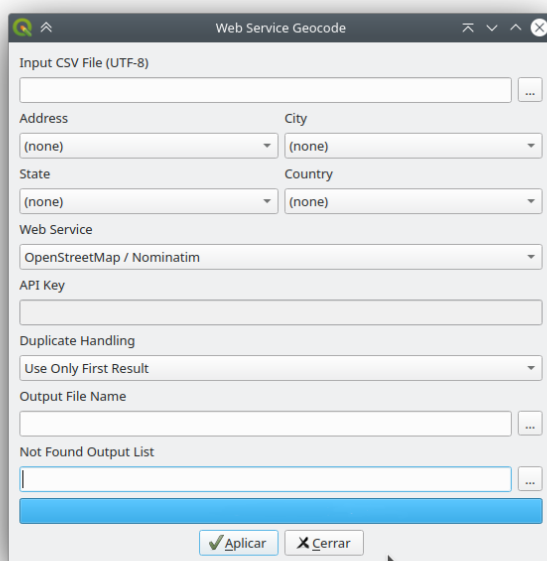 Web Service Geocode
Input CSV File (UTF-8)
...
Address City
(none) (none)
State Country
(none) (none)
Web Service
OpenStreetMap / Nominatim
API Key
Duplicate Handling
Use Only First Result
Output File Name
...
Not Found Output List
...
Aplicar Cerrar